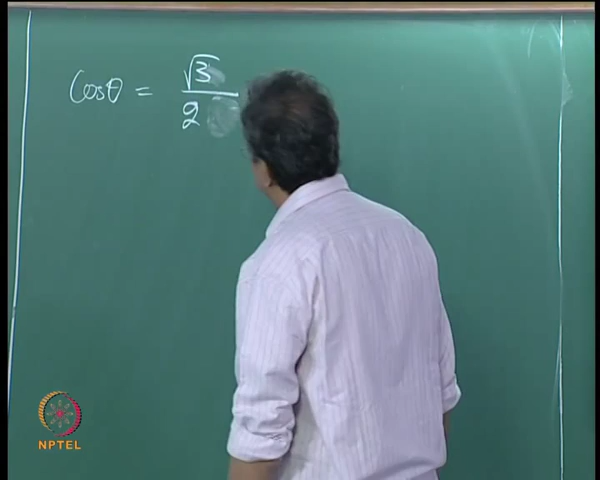 cosθ = √3/2
NPTEL